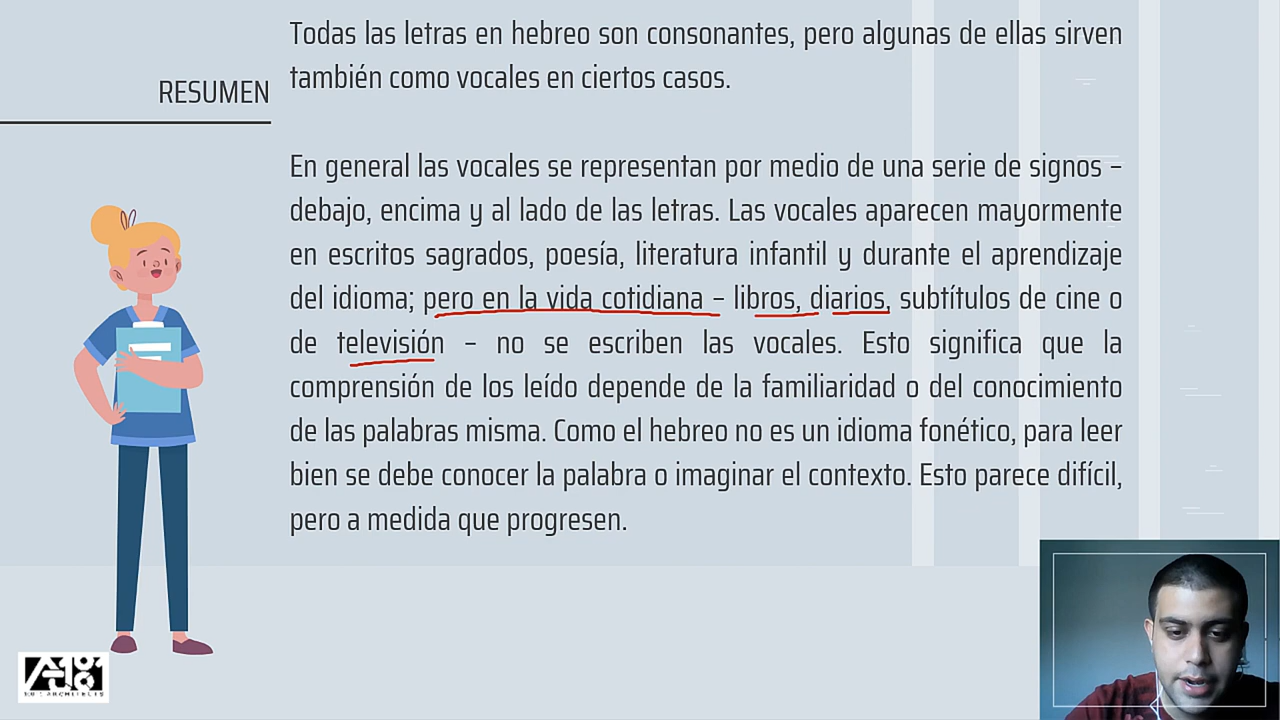 Todas las letras en hebreo son consonantes, pero algunas de ellas sirven
también como vocales en ciertos casos.
RESUMEN
En general las vocales se representan por medio de una serie de signos –
debajo, encima y al lado de las letras. Las vocales aparecen mayormente
en escritos sagrados, poesía, literatura infantil y durante el aprendizaje
del idioma; pero en la vida cotidiana – libros, diarios, subtítulos de cine o
de televisión – no se escriben las vocales. Esto significa que la
comprensión de los leído depende de la familiaridad o del conocimiento
de las palabras misma. Como el hebreo no es un idioma fonético, para leer
bien se debe conocer la palabra o imaginar el contexto. Esto parece difícil,
pero a medida que progresen.